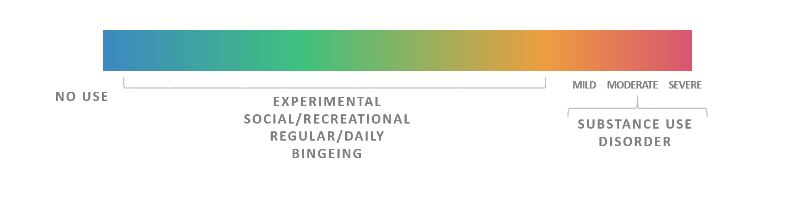 NO USE
EXPERIMENTAL
SOCIAL/RECREATIONAL
REGULAR/DAILY
BINGEING
MILD MODERATE SEVERE
SUBSTANCE USE
DISORDER